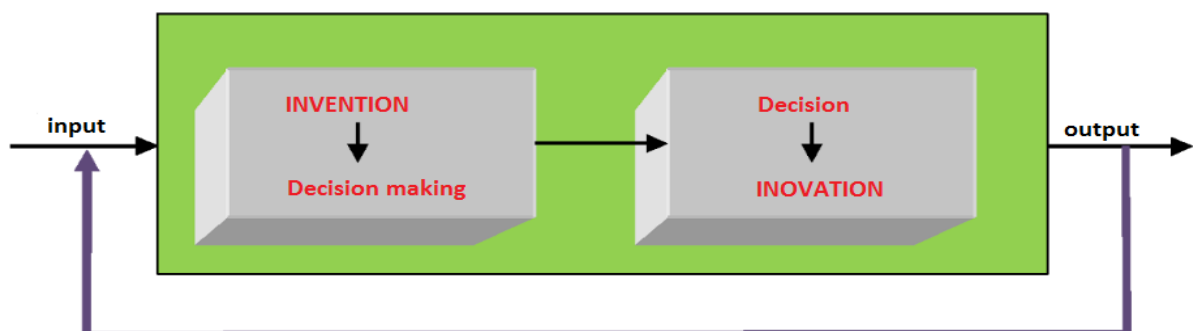 input
INVENTION
Decision making
Decision
INOVATION
output